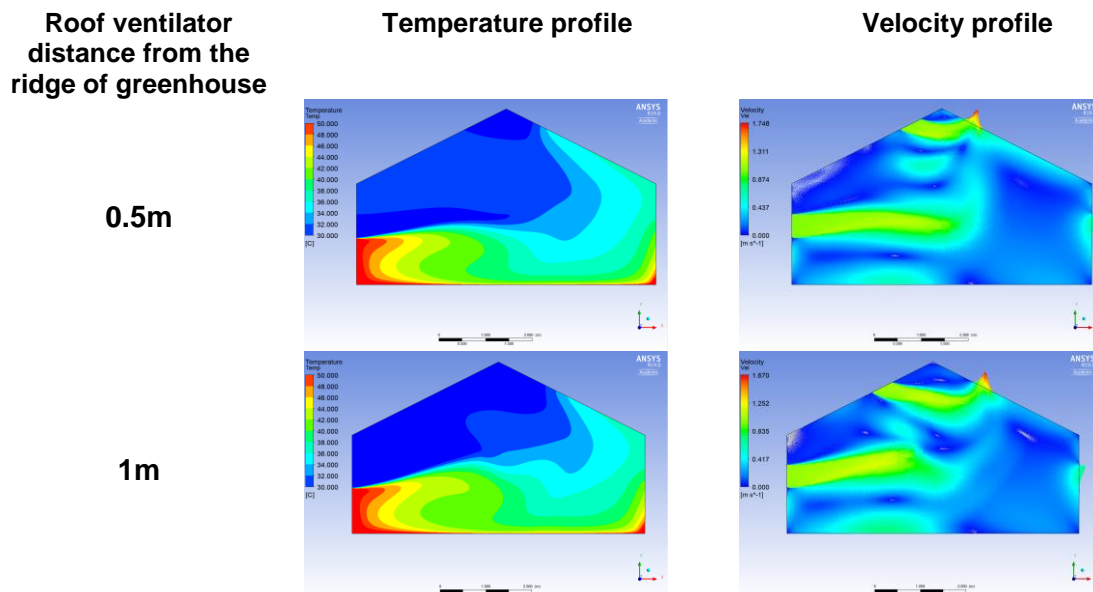 Roof ventilator
distance from the
ridge of greenhouse
Temperature profile
Velocity profile
0.5m
Temperature
Temp
50.000
48.000
46.000
44.000
42.000
40.000
38.000
36.000
34.000
32.000
30.000
[C]
ANSYS
Velocity
Vel
1.748
1.311
0.874
0.437
0.000
[m s^-1]
ANSYS
1m
Temperature
Temp
50.000
48.000
46.000
44.000
42.000
40.000
38.000
36.000
34.000
32.000
30.000
[C]
ANSYS
Velocity
Vel
1.670
1.252
0.835
0.417
0.000
[m s^-1]
ANSYS